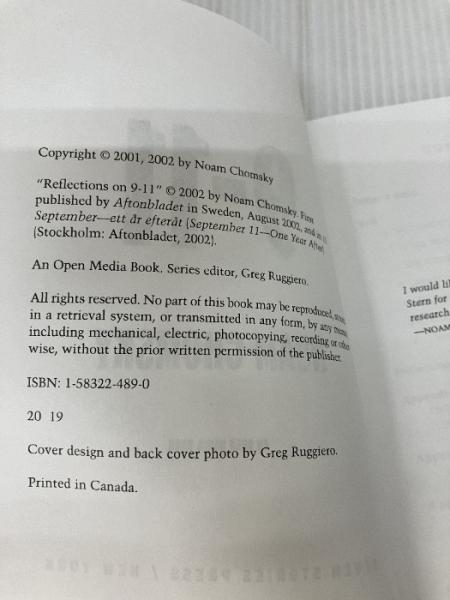 Copyright © 2001, 2002 by Noam Chomsky
"Reflections on 9-11" © 2002 by Noam Chomsky. First
published by Aftonbladet in Sweden, August 2002, and in 11
September—ett år efteråt (September 11—One Year After)
(Stockholm: Aftonbladet, 2002).
An Open Media Book. Series editor, Greg Ruggiero.
All rights reserved. No part of this book may be reproduced,
in a retrieval system, or transmitted in any form, by any means,
including mechanical, electric, photocopying, recording or other
wise, without the prior written permission of the publisher.
ISBN: 1-58322-489-0
20 19
Cover design and back cover photo by Greg Ruggiero.
Printed in Canada.
I would
Stern for
research
—NOAM